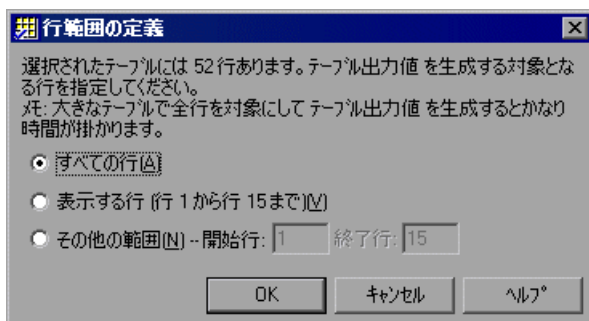 行範囲の定義
選択されたテーブルには 52 行あります。テーブル出力値 を生成する対象とな
る行を指定してください。
メモ: 大きなテーブルで全行を対象にして テーブル出力値 を生成するとかなり
時間が掛かります。
すべての行(A)
表示する行 (行 1 から行 15 まで)(V)
その他の範囲(N) -- 開始行: 1 終了行: 15
OK キャンセル ヘルプ